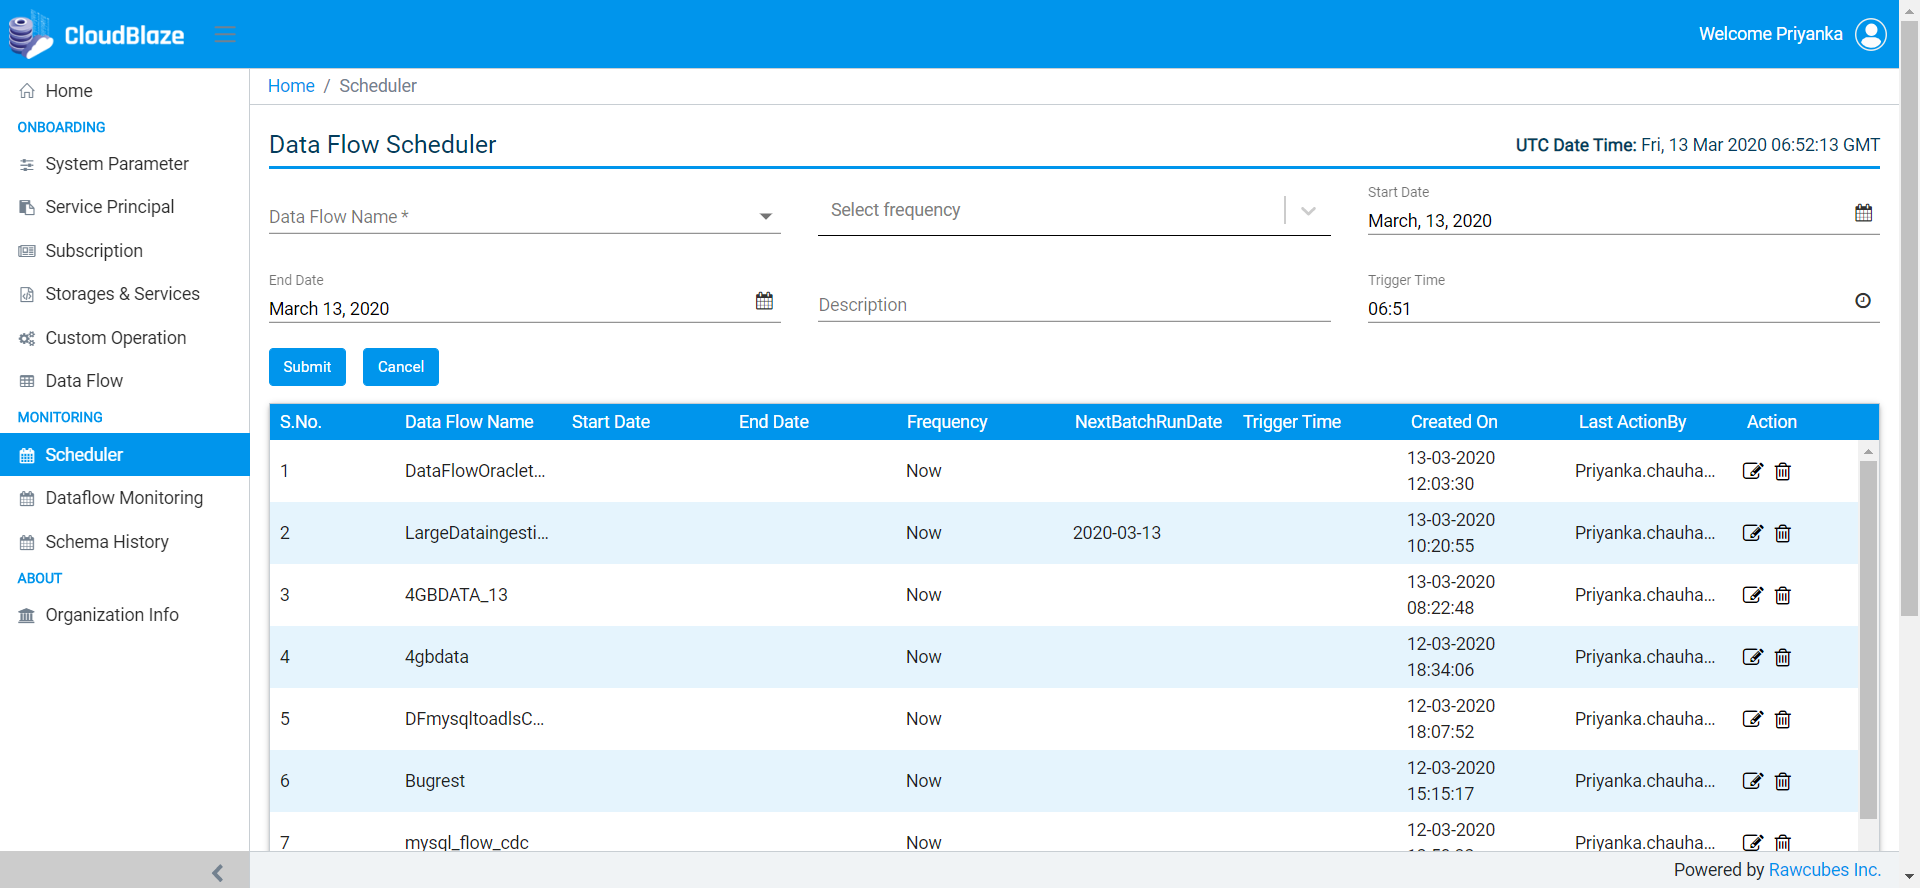 CloudBlaze
Welcome Priyanka
Home
ONBOARDING
System Parameter
Service Principal
Subscription
Storages & Services
Custom Operation
Data Flow
MONITORING
Scheduler
Dataflow Monitoring
Schema History
ABOUT
Organization Info
Home / Scheduler
Data Flow Scheduler
UTC Date Time: Fri, 13 Mar 2020 06:52:13 GMT
Data Flow Name *
Select frequency
Start Date
March, 13, 2020
End Date
March 13, 2020
Description
Trigger Time
06:51
Submit Cancel
S.No. Data Flow Name Start Date End Date Frequency NextBatchRunDate Trigger Time Created On Last ActionBy Action
1 DataFlowOraclet... Now 13-03-2020 12:03:30 Priyanka.chauha...
2 LargeDataingesti... Now 2020-03-13 13-03-2020 10:20:55 Priyanka.chauha...
3 4GBDATA_13 Now 13-03-2020 08:22:48 Priyanka.chauha...
4 4gbdata Now 12-03-2020 18:34:06 Priyanka.chauha...
5 DFmysqltoadlsC... Now 12-03-2020 18:07:52 Priyanka.chauha...
6 Bugrest Now 12-03-2020 15:15:17 Priyanka.chauha...
7 mysql_flow_cdc Now 12-03-2020 Priyanka.chauha...
Powered by Rawcubes Inc.